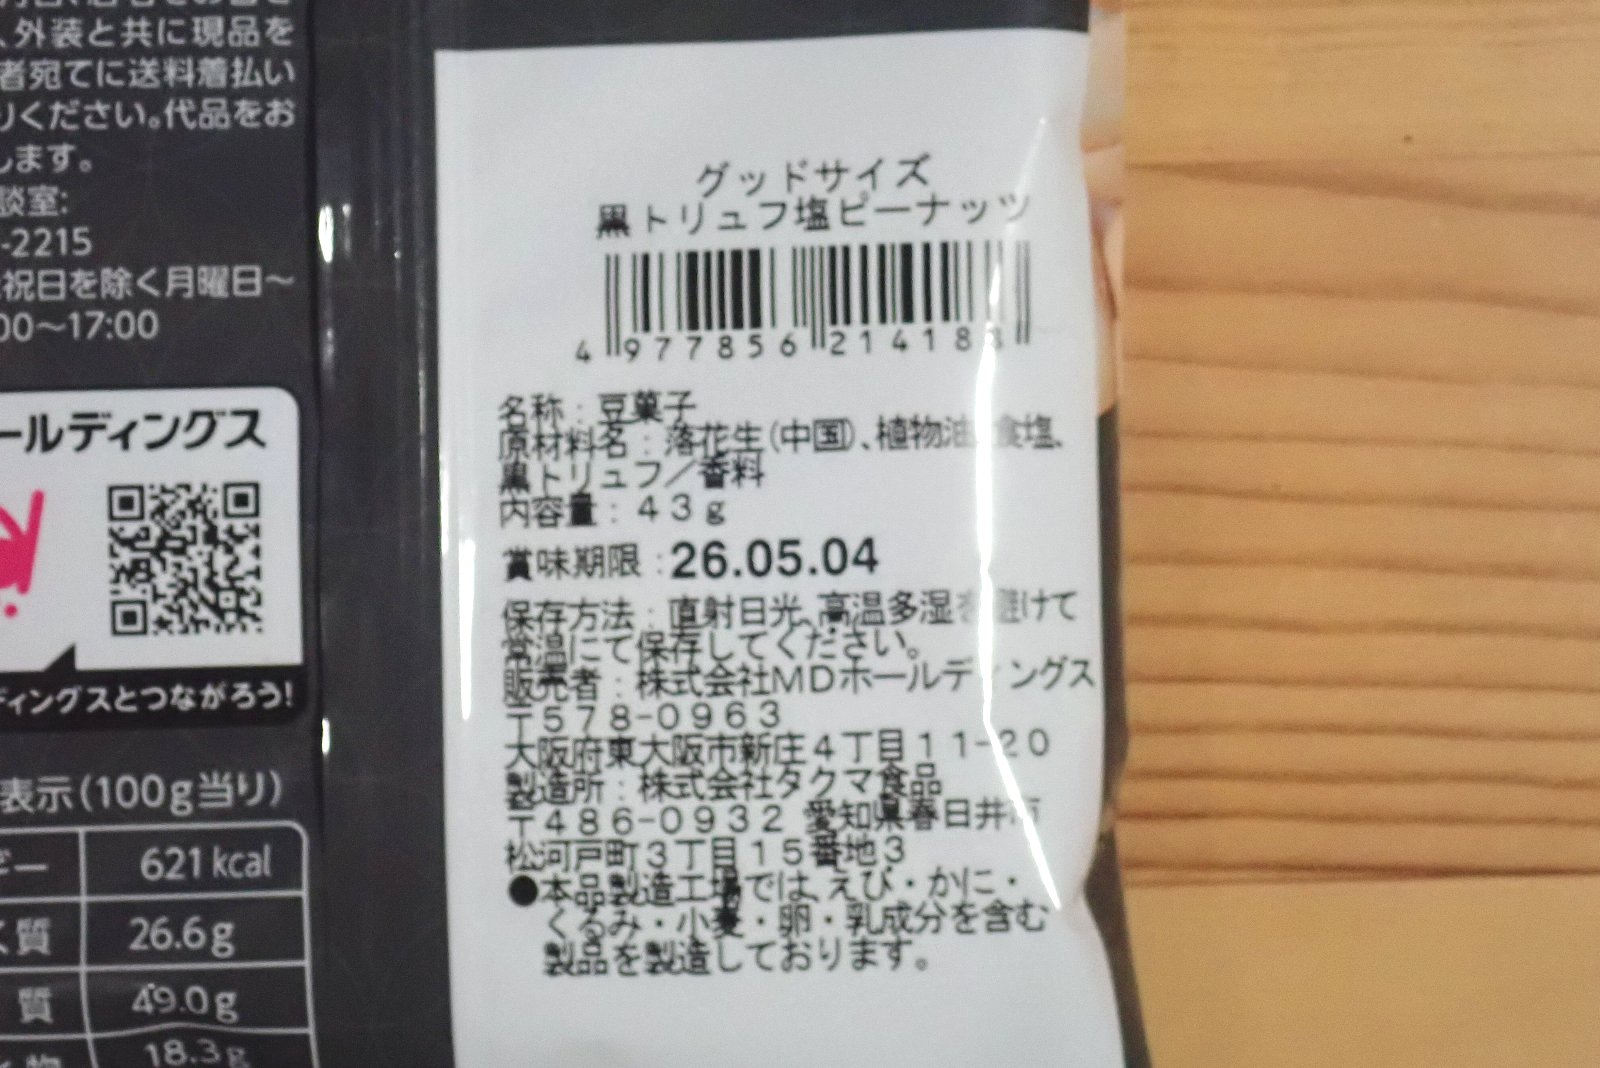 、外装と共に現品を
者宛てに送料着払い
りください。代品をお
します。
談室:
-2215
祝日を除く月曜日～
00～17:00
ールディングス
ディングスとつながろう!
表示(100g当り)
ギー 621kcal
く質 26.6g
質 49.0g
18.3g
グッドサイズ
黒トリュフ塩ピーナッツ
4 977856 214188
名称:豆菓子
原材料名:落花生(中国)、植物油、食塩、
黒トリュフ／香料
内容量:43g
賞味期限:26.05.04
保存方法:直射日光、高温多湿を避けて
常温にて保存してください。
販売者:株式会社MDホールディングス
〒578-0963
大阪府東大阪市新庄4丁目11-20
製造所:株式会社タクマ食品
〒486-0932 愛知県春日井市
松河戸町3丁目15番地3
●本品製造工場では、えび・かに・
くるみ・小麦・卵・乳成分を含む
製品を製造しております。